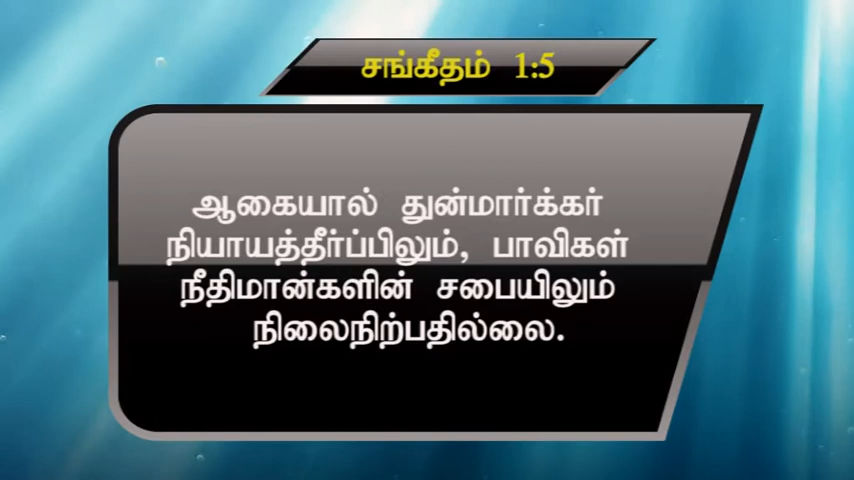 சங்கீதம் 1:5
ஆகையால் துன்மார்க்கர்
நியாயத்தீர்ப்பிலும், பாவிகள்
நீதிமான்களின் சபையிலும்
நிலைநிற்பதில்லை.